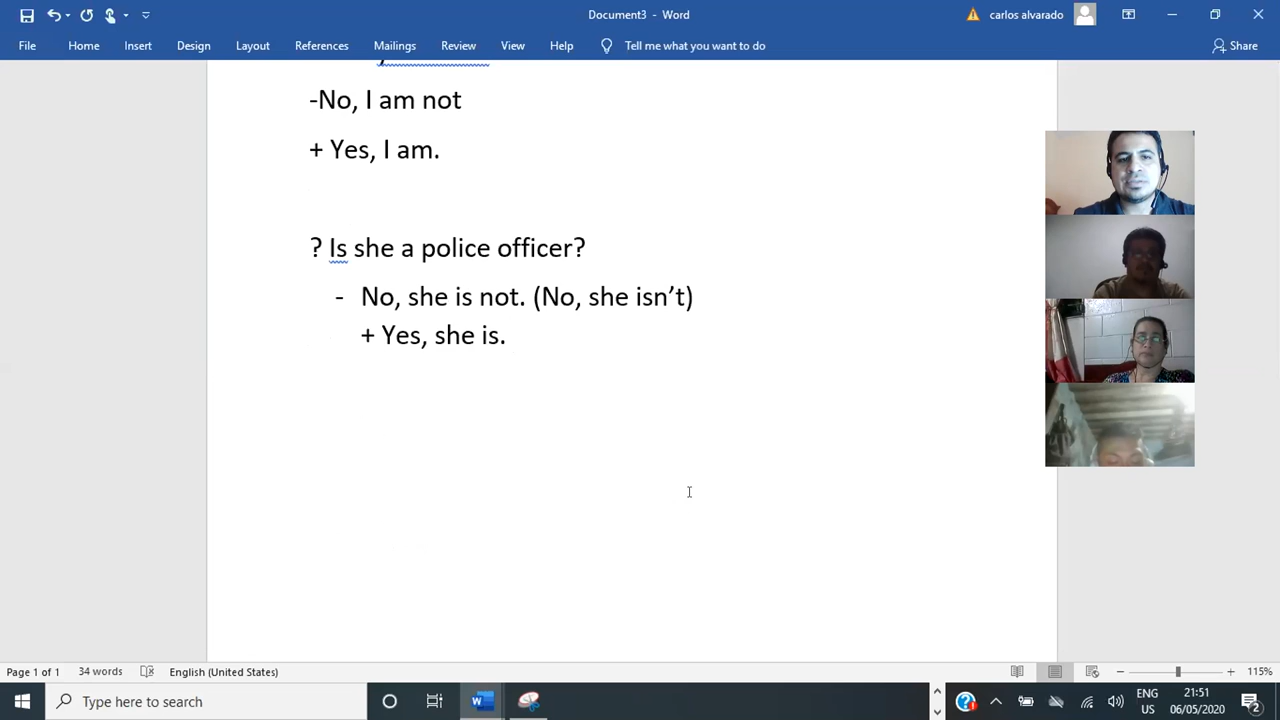 Document3 - Word
carlos alvarado
File Home Insert Design Layout References Mailings Review View Help Tell me what you want to do Share
-No, I am not
+ Yes, I am.
? Is she a police officer?
- No, she is not. (No, she isn’t)
+ Yes, she is.
Page 1 of 1 34 words English (United States) 115%
Type here to search
ENG
US
21:51
06/05/2020
2